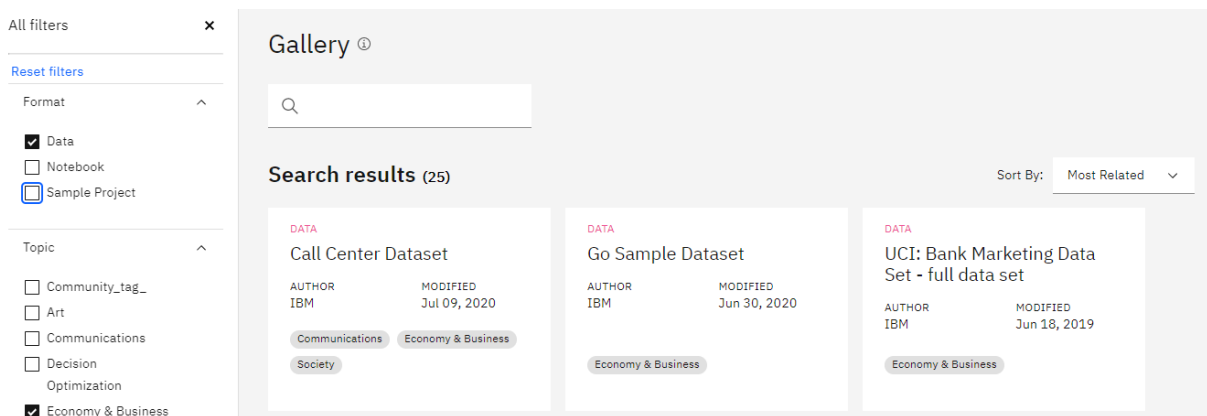 All filters
Reset filters
Format
Data
Notebook
Sample Project
Topic
Community_tag_
Art
Communications
Decision
Optimization
Economy & Business
Gallery
Search results (25)
Sort By: Most Related
DATA
Call Center Dataset
AUTHOR MODIFIED
IBM Jul 09, 2020
Communications Economy & Business
Society
DATA
Go Sample Dataset
AUTHOR MODIFIED
IBM Jun 30, 2020
Economy & Business
DATA
UCI: Bank Marketing Data
Set - full data set
AUTHOR MODIFIED
IBM Jun 18, 2019
Economy & Business